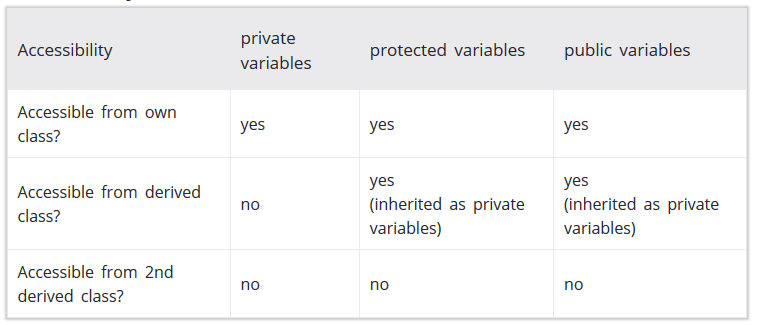 Accessibility private variables protected variables public variables
Accessible from own class? yes yes yes
Accessible from derived class? no yes (inherited as private variables) yes (inherited as private variables)
Accessible from 2nd derived class? no no no